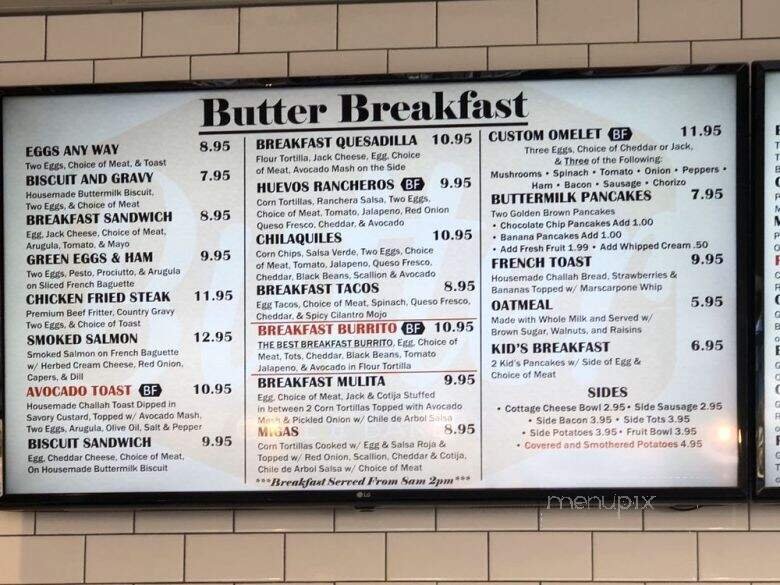 Butter Breakfast
EGGS ANY WAY 8.95
Two Eggs, Choice of Meat, & Toast
BISCUIT AND GRAVY 7.95
Housemade Buttermilk Biscuit,
Two Eggs, & Choice of Meat
BREAKFAST SANDWICH 8.95
Egg, Jack Cheese, Choice of Meat,
Arugula, Tomato, & Mayo
GREEN EGGS & HAM 9.95
Two Eggs, Pesto, Prociutto, & Arugula
on Sliced French Baguette
CHICKEN FRIED STEAK 11.95
Premium Beef Fritter, Country Gravy
Two Eggs, & Choice of Toast
SMOKED SALMON 12.95
Smoked Salmon on French Baguette
w/ Herbed Cream Cheese, Red Onion,
Capers, & Dill
AVOCADO TOAST BF 10.95
Housemade Challah Toast Dipped in
Savory Custard, Topped w/ Avocado Mash,
Two Eggs, Arugula, Olive Oil, Salt & Pepper
BISCUIT SANDWICH 9.95
Egg, Cheddar Cheese, Choice of Meat,
On Housemade Buttermilk Biscuit
BREAKFAST QUESADILLA 10.95
Flour Tortilla, Jack Cheese, Egg, Choice
of Meat, Avocado Mash on the Side
HUEVOS RANCHEROS BF 9.95
Corn Tortillas, Ranchera Salsa, Two Eggs,
Choice of Meat, Tomato, Jalapeno, Red Onion
Queso Fresco, Cheddar, & Avocado
CHILAQUILES 10.95
Corn Chips, Salsa Verde, Two Eggs, Choice
of Meat, Tomato, Jalapeno, Queso Fresco,
Cheddar, Black Beans, Scallion & Avocado
BREAKFAST TACOS 8.95
Egg Tacos, Choice of Meat, Spinach, Queso Fresco,
Cheddar, & Spicy Cilantro Mojo
BREAKFAST BURRITO BF 10.95
THE BEST BREAKFAST BURRITO, Egg, Choice of
Meat, Tots, Cheddar, Black Beans, Tomato
Jalapeno, & Avocado in Flour Tortilla
BREAKFAST MULITA 9.95
Egg, Choice of Meat, Jack & Cotija Stuffed
in between 2 Corn Tortillas Topped with Avocado
Mash & Pickled Onion w/ Chile de Arbol Salsa
MIGAS 8.95
Corn Tortillas Cooked w/ Egg & Salsa Roja &
Topped w/ Red Onion, Scallion, Cheddar & Cotija,
Chile de Arbol Salsa w/ Choice of Meat
***Breakfast Served From 8am 2pm***
CUSTOM OMELET BF 11.95
Three Eggs, Choice of Cheddar or Jack,
& Three of the Following:
Mushrooms • Spinach • Tomato • Onion • Peppers •
Ham • Bacon • Sausage • Chorizo
BUTTERMILK PANCAKES 7.95
Two Golden Brown Pancakes
• Chocolate Chip Pancakes Add 1.00
• Banana Pancakes Add 1.00
• Add Fresh Fruit 1.99 • Add Whipped Cream .50
FRENCH TOAST 9.95
Housemade Challah Bread, Strawberries &
Bananas Topped w/ Marscarpone Whip
OATMEAL 5.95
Made with Whole Milk and Served w/
Brown Sugar, Walnuts, and Raisins
KID'S BREAKFAST 6.95
2 Kid's Pancakes w/ Side of Egg &
Choice of Meat
SIDES
• Cottage Cheese Bowl 2.95 • Side Sausage 2.95
• Side Bacon 3.95 • Side Tots 3.95
• Side Potatoes 3.95 • Fruit Bowl 3.95
• Covered and Smothered Potatoes 4.95
LG
menupix